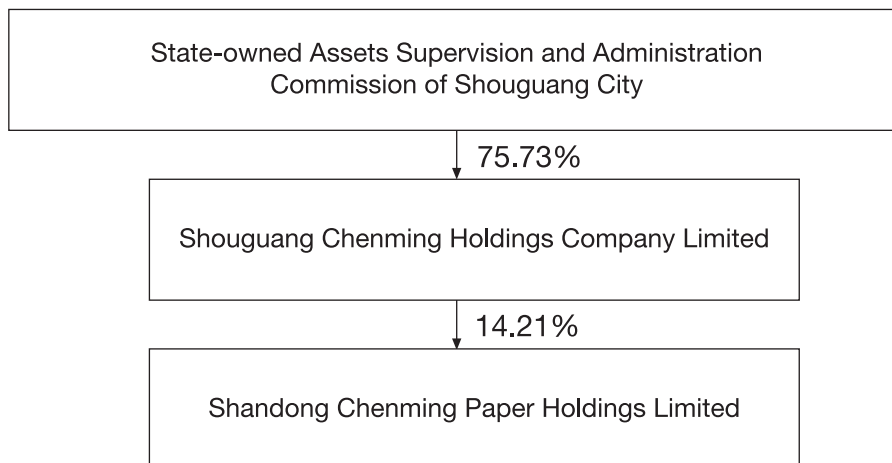 State-owned Assets Supervision and Administration
Commission of Shouguang City
75.73%
Shouguang Chenming Holdings Company Limited
14.21%
Shandong Chenming Paper Holdings Limited